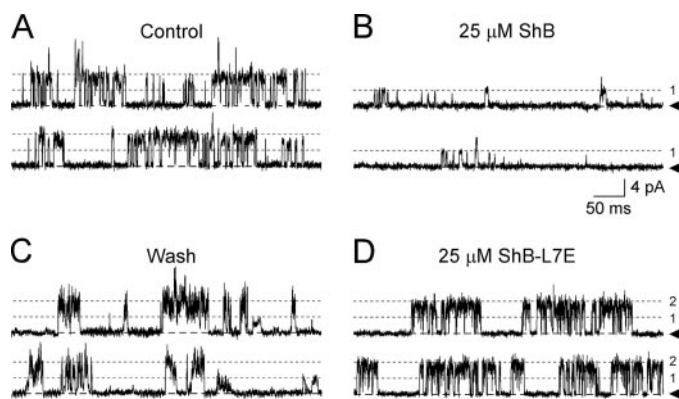 A
Control
B
25 μM ShB
1
1
4 pA
50 ms
C
Wash
D
25 μM ShB-L7E
2
1
2
1